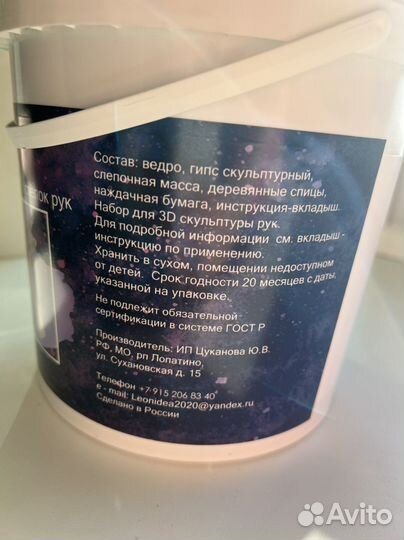 Состав: ведро, гипс скульптурный,
слепочная масса, деревянные спицы,
наждачная бумага, инструкция-вкладыш.
Набор для 3D скульптуры рук.
Для подробной информации см. вкладыш -
инструкцию по применению.
Хранить в сухом, помещении недоступном
от детей. Срок годности 20 месяцев с даты,
указанной на упаковке.
Не подлежит обязательной
сертификации в системе ГОСТ Р
Производитель: ИП Цуканова Ю.В.
РФ, МО, рп Лопатино,
ул. Сухановская д. 15
Телефон +7 915 206 83 40
e - mail: Leonidea2020@yandex.ru
Сделано в России
рук
Avito